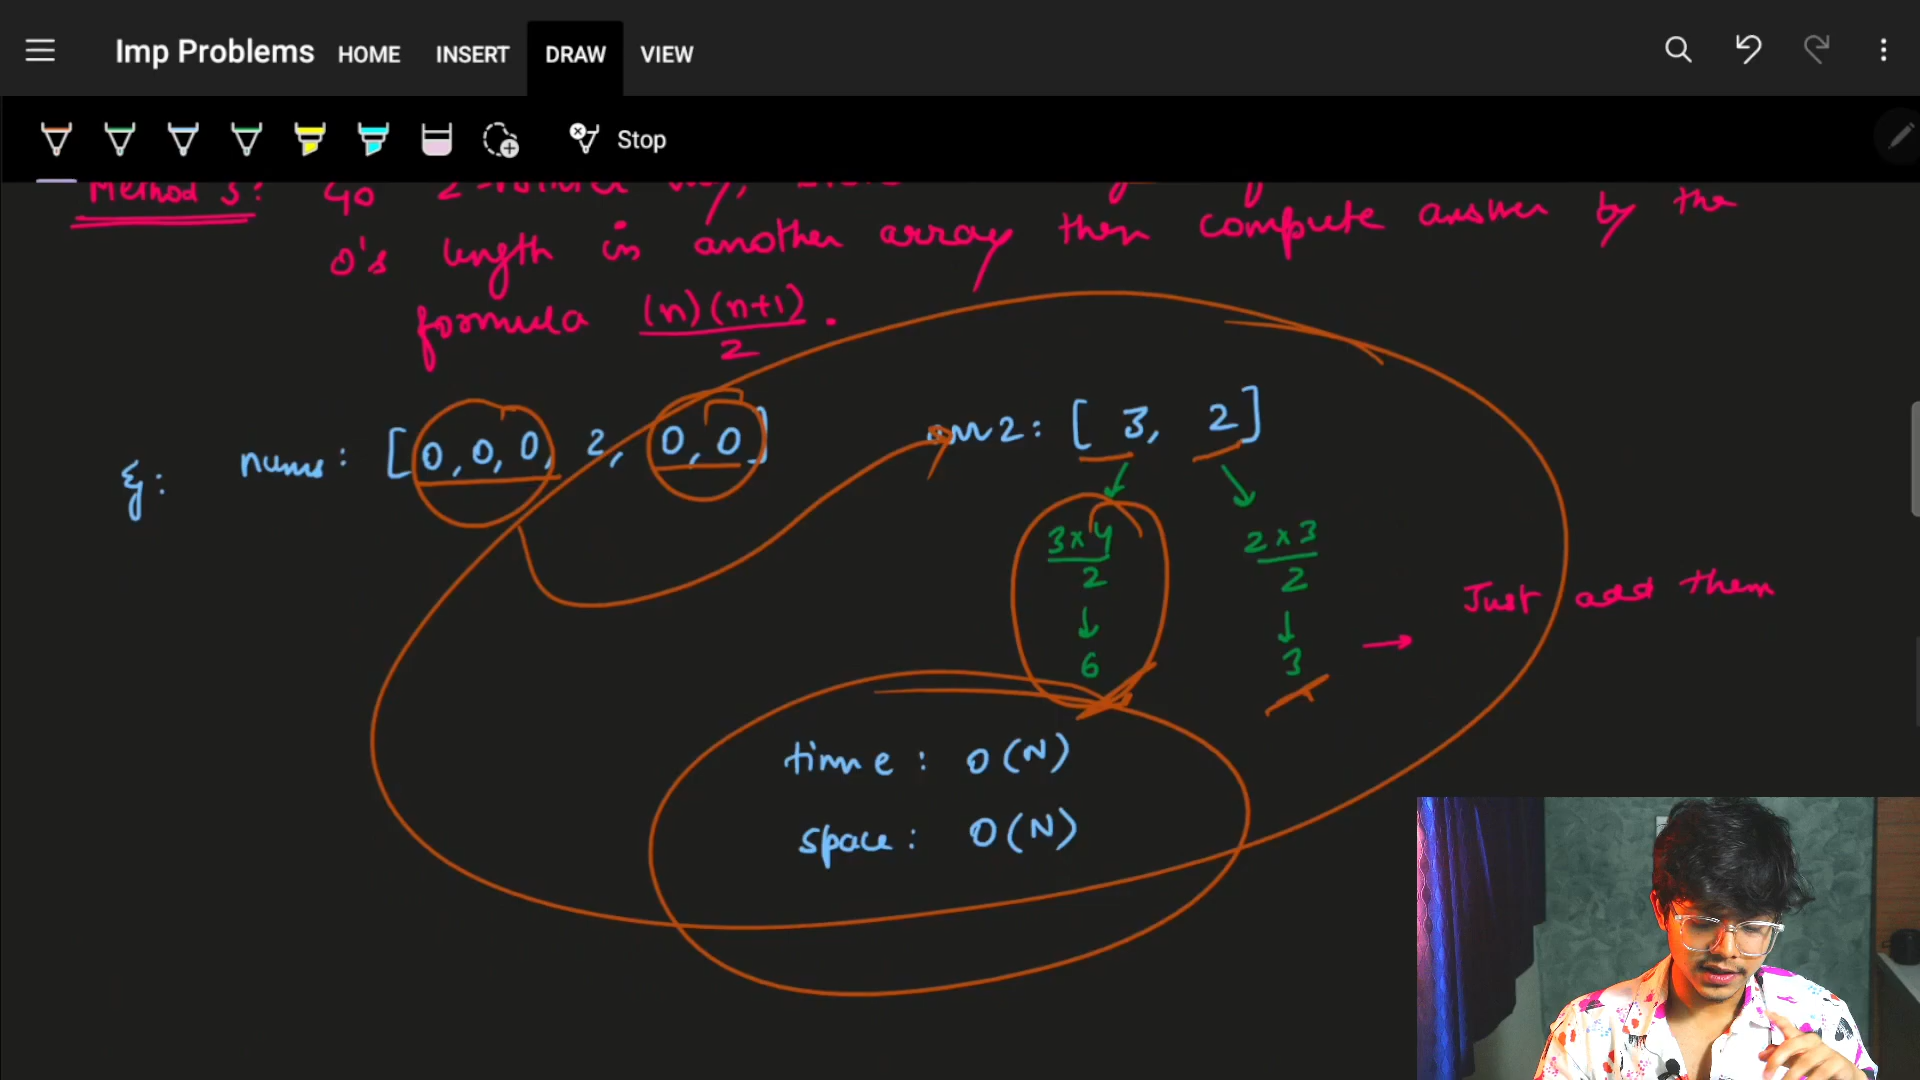 Imp Problems HOME INSERT DRAW VIEW
Stop
Method 3:
0's length in another array then compute answer by the
formula (n)(n+1)/2.
Eg: nums: [0,0,0, 2, 0,0] arr2: [3, 2]
3x4/2 2x3/2
6 3 → Just add them
time: O(N)
space: O(N)